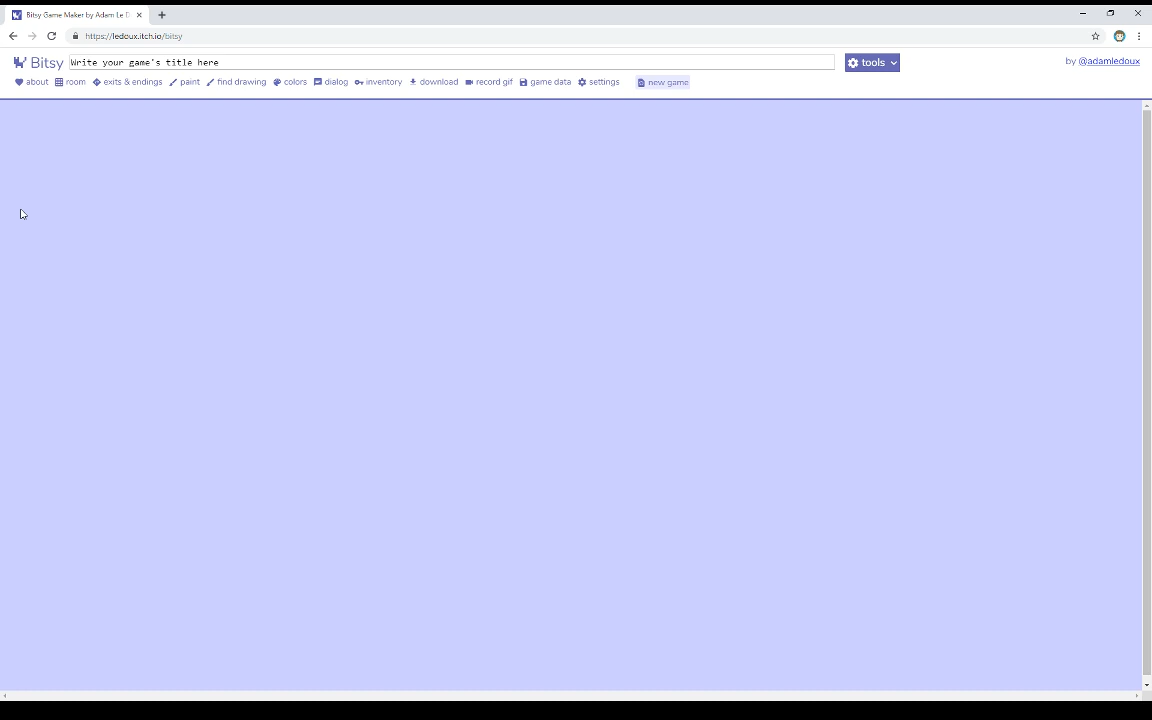 Bitsy Game Maker by Adam Le D
https://ledoux.itch.io/bitsy
Bitsy Write your game's title here tools by @adamledoux
about room exits & endings paint find drawing colors dialog inventory download record gif game data settings new game